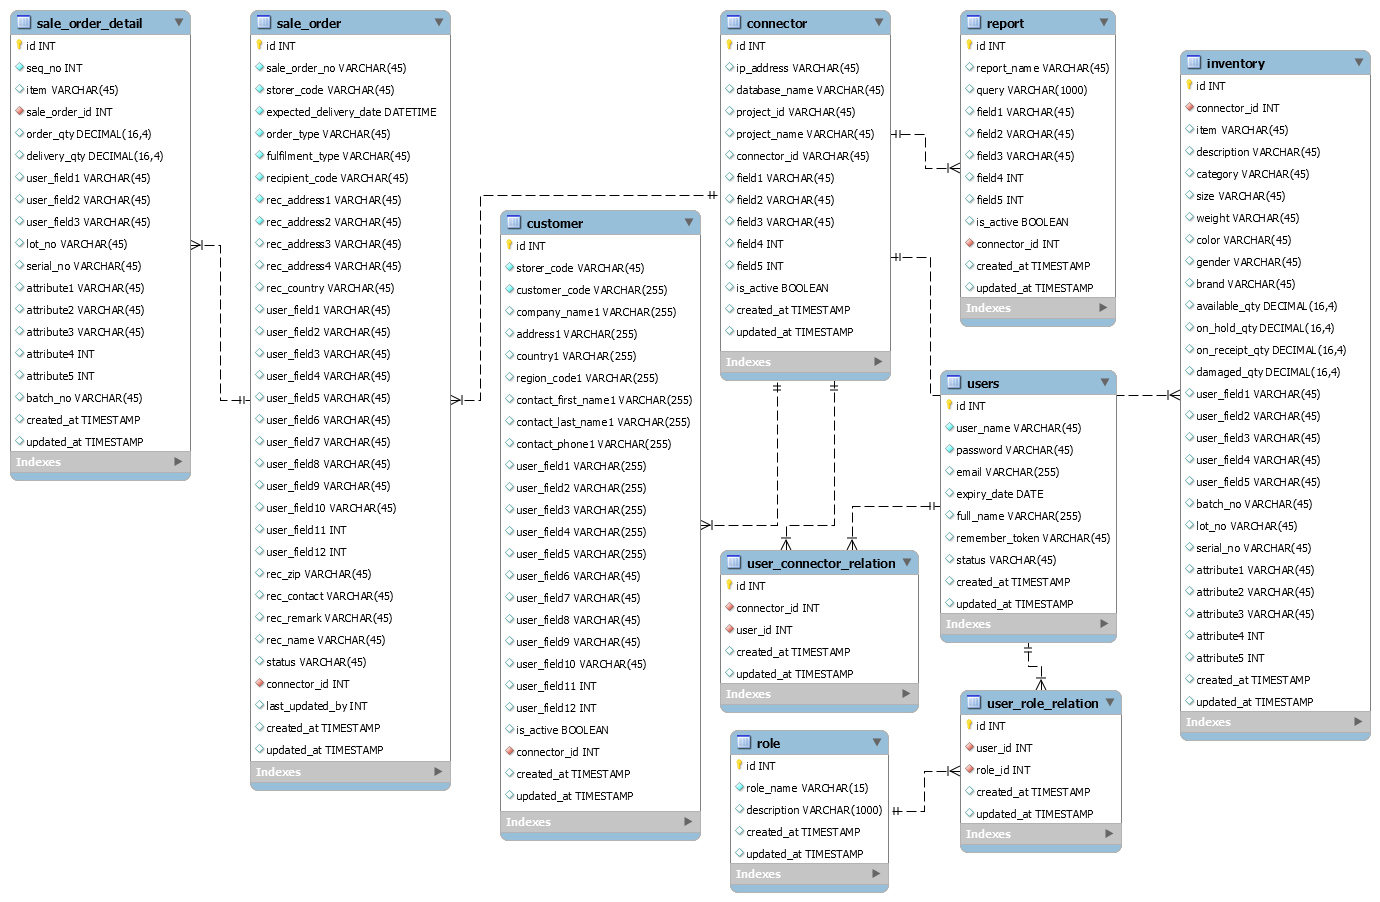 sale_order_detail
id INT
seq_no INT
item VARCHAR(45)
sale_order_id INT
order_qty DECIMAL(16,4)
delivery_qty DECIMAL(16,4)
user_field1 VARCHAR(45)
user_field2 VARCHAR(45)
user_field3 VARCHAR(45)
lot_no VARCHAR(45)
serial_no VARCHAR(45)
attribute1 VARCHAR(45)
attribute2 VARCHAR(45)
attribute3 VARCHAR(45)
attribute4 INT
attribute5 INT
batch_no VARCHAR(45)
created_at TIMESTAMP
updated_at TIMESTAMP
Indexes
sale_order
id INT
sale_order_no VARCHAR(45)
storer_code VARCHAR(45)
expected_delivery_date DATETIME
order_type VARCHAR(45)
fulfilment_type VARCHAR(45)
recipient_code VARCHAR(45)
rec_address1 VARCHAR(45)
rec_address2 VARCHAR(45)
rec_address3 VARCHAR(45)
rec_address4 VARCHAR(45)
rec_country VARCHAR(45)
user_field1 VARCHAR(45)
user_field2 VARCHAR(45)
user_field3 VARCHAR(45)
user_field4 VARCHAR(45)
user_field5 VARCHAR(45)
user_field6 VARCHAR(45)
user_field7 VARCHAR(45)
user_field8 VARCHAR(45)
user_field9 VARCHAR(45)
user_field10 VARCHAR(45)
user_field11 INT
user_field12 INT
rec_zip VARCHAR(45)
rec_contact VARCHAR(45)
rec_remark VARCHAR(45)
rec_name VARCHAR(45)
status VARCHAR(45)
connector_id INT
last_updated_by INT
created_at TIMESTAMP
updated_at TIMESTAMP
Indexes
customer
id INT
storer_code VARCHAR(45)
customer_code VARCHAR(255)
company_name1 VARCHAR(255)
address1 VARCHAR(255)
country1 VARCHAR(255)
region_code1 VARCHAR(255)
contact_first_name1 VARCHAR(255)
contact_last_name1 VARCHAR(255)
contact_phone1 VARCHAR(255)
user_field1 VARCHAR(255)
user_field2 VARCHAR(255)
user_field3 VARCHAR(255)
user_field4 VARCHAR(255)
user_field5 VARCHAR(255)
user_field6 VARCHAR(45)
user_field7 VARCHAR(45)
user_field8 VARCHAR(45)
user_field9 VARCHAR(45)
user_field10 VARCHAR(45)
user_field11 INT
user_field12 INT
is_active BOOLEAN
connector_id INT
created_at TIMESTAMP
updated_at TIMESTAMP
Indexes
connector
id INT
ip_address VARCHAR(45)
database_name VARCHAR(45)
project_id VARCHAR(45)
project_name VARCHAR(45)
connector_id VARCHAR(45)
field1 VARCHAR(45)
field2 VARCHAR(45)
field3 VARCHAR(45)
field4 INT
field5 INT
is_active BOOLEAN
created_at TIMESTAMP
updated_at TIMESTAMP
Indexes
report
id INT
report_name VARCHAR(45)
query VARCHAR(1000)
field1 VARCHAR(45)
field2 VARCHAR(45)
field3 VARCHAR(45)
field4 INT
field5 INT
is_active BOOLEAN
connector_id INT
created_at TIMESTAMP
updated_at TIMESTAMP
Indexes
inventory
id INT
connector_id INT
item VARCHAR(45)
description VARCHAR(45)
category VARCHAR(45)
size VARCHAR(45)
weight VARCHAR(45)
color VARCHAR(45)
gender VARCHAR(45)
brand VARCHAR(45)
available_qty DECIMAL(16,4)
on_hold_qty DECIMAL(16,4)
on_receipt_qty DECIMAL(16,4)
damaged_qty DECIMAL(16,4)
user_field1 VARCHAR(45)
user_field2 VARCHAR(45)
user_field3 VARCHAR(45)
user_field4 VARCHAR(45)
user_field5 VARCHAR(45)
batch_no VARCHAR(45)
lot_no VARCHAR(45)
serial_no VARCHAR(45)
attribute1 VARCHAR(45)
attribute2 VARCHAR(45)
attribute3 VARCHAR(45)
attribute4 INT
attribute5 INT
created_at TIMESTAMP
updated_at TIMESTAMP
Indexes
users
id INT
user_name VARCHAR(45)
password VARCHAR(45)
email VARCHAR(255)
expiry_date DATE
full_name VARCHAR(255)
remember_token VARCHAR(45)
status VARCHAR(45)
created_at TIMESTAMP
updated_at TIMESTAMP
Indexes
user_connector_relation
id INT
connector_id INT
user_id INT
created_at TIMESTAMP
updated_at TIMESTAMP
Indexes
user_role_relation
id INT
user_id INT
role_id INT
created_at TIMESTAMP
updated_at TIMESTAMP
Indexes
role
id INT
role_name VARCHAR(15)
description VARCHAR(1000)
created_at TIMESTAMP
updated_at TIMESTAMP
Indexes